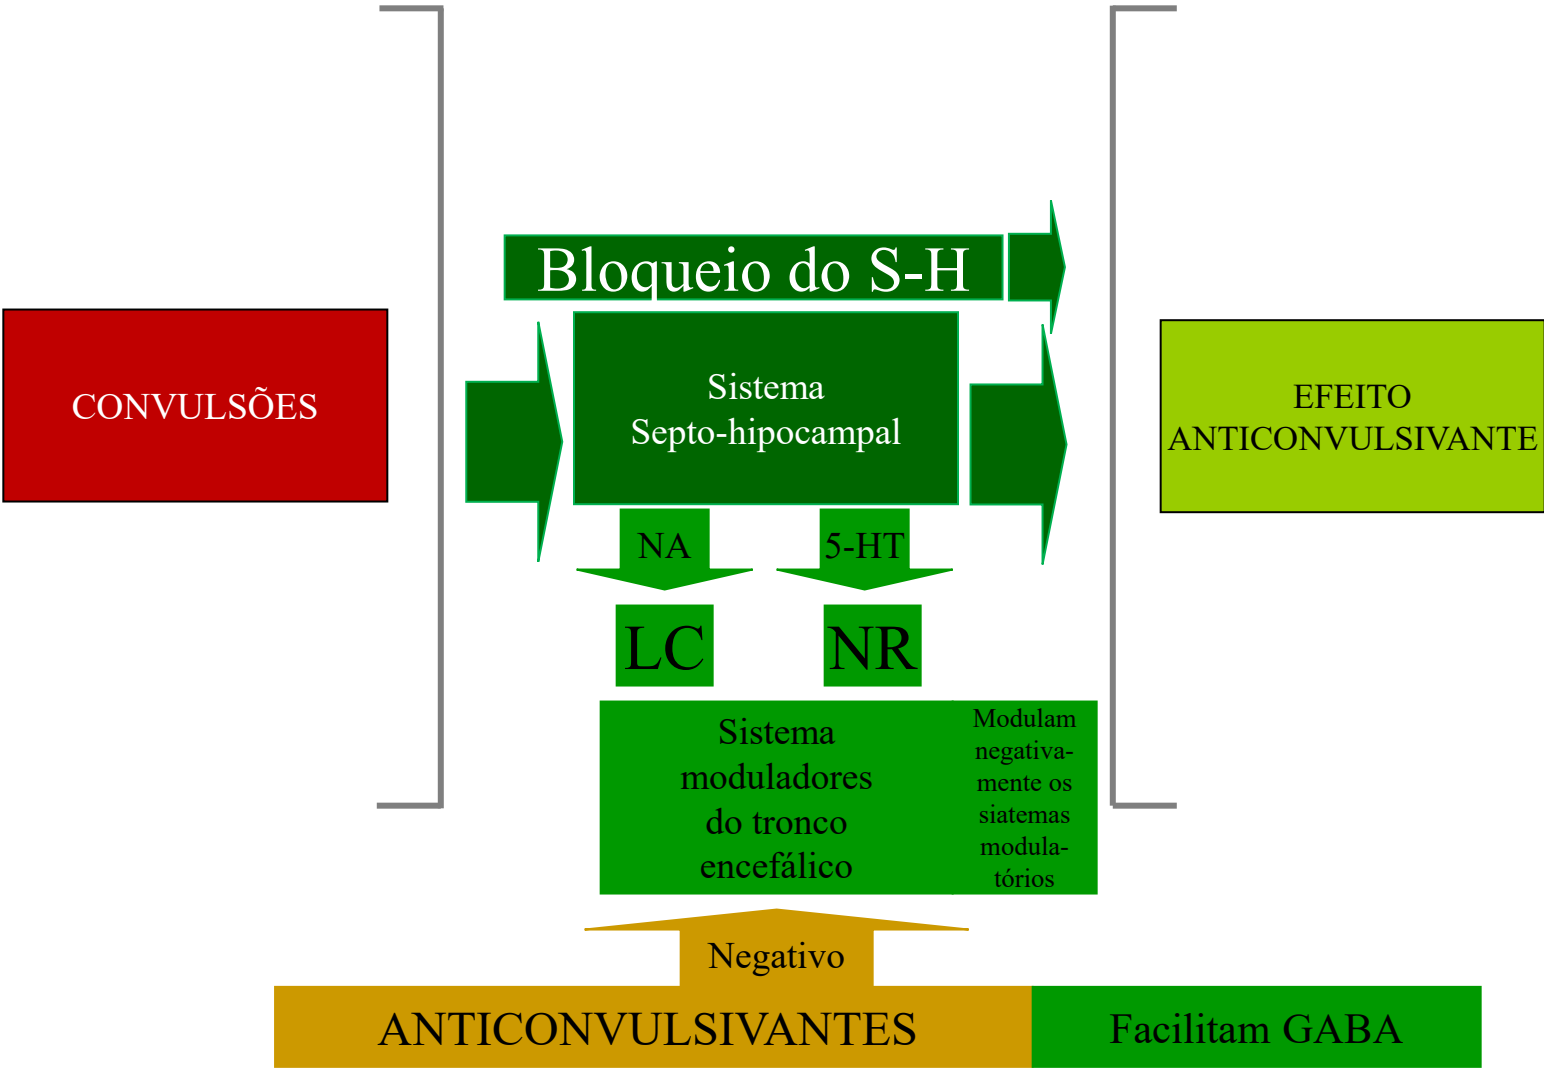 Bloqueio do S-H
CONVULSÕES
Sistema
Septo-hipocampal
EFEITO
ANTICONVULSIVANTE
NA
5-HT
LC
NR
Sistema
moduladores
do tronco
encefálico
Modulam
negativa-
mente os
siatemas
modula-
tórios
Negativo
ANTICONVULSIVANTES
Facilitam GABA